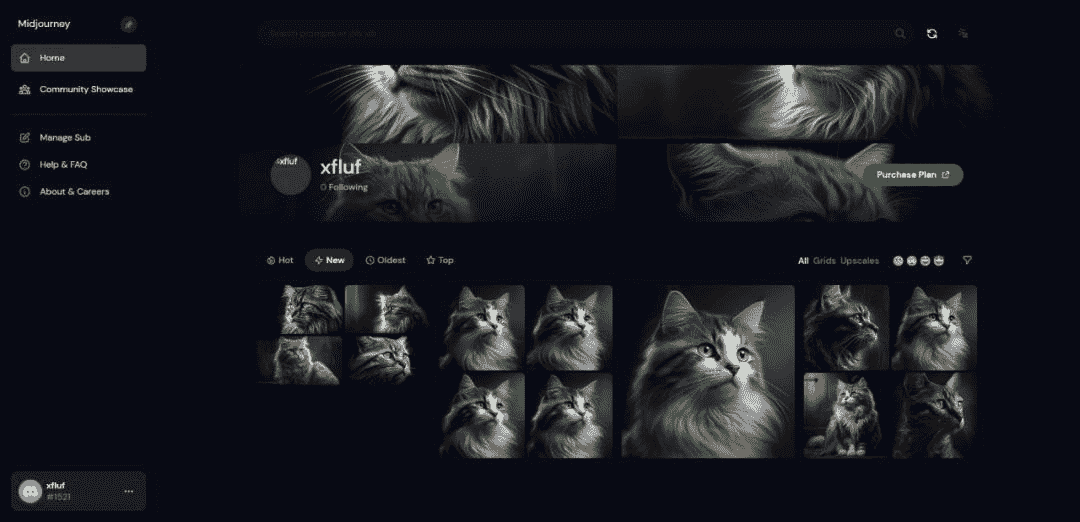 Midjourney
Home
Community Showcase
Manage Sub
Help & FAQ
About & Careers
xfluf
xfluf
0 Following
Purchase Plan
Hot
New
Oldest
Top
All Grids Upscales
xfluf
#1521